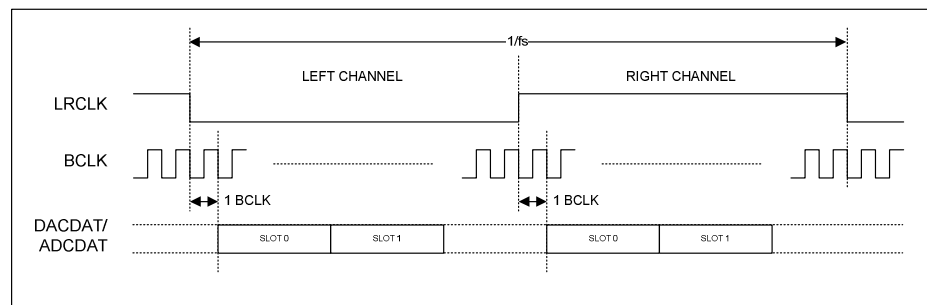 1/fs
LEFT CHANNEL
RIGHT CHANNEL
LRCLK
BCLK
1 BCLK
1 BCLK
DACDAT/
ADCDAT
SLOT 0
SLOT 1
SLOT 0
SLOT 1